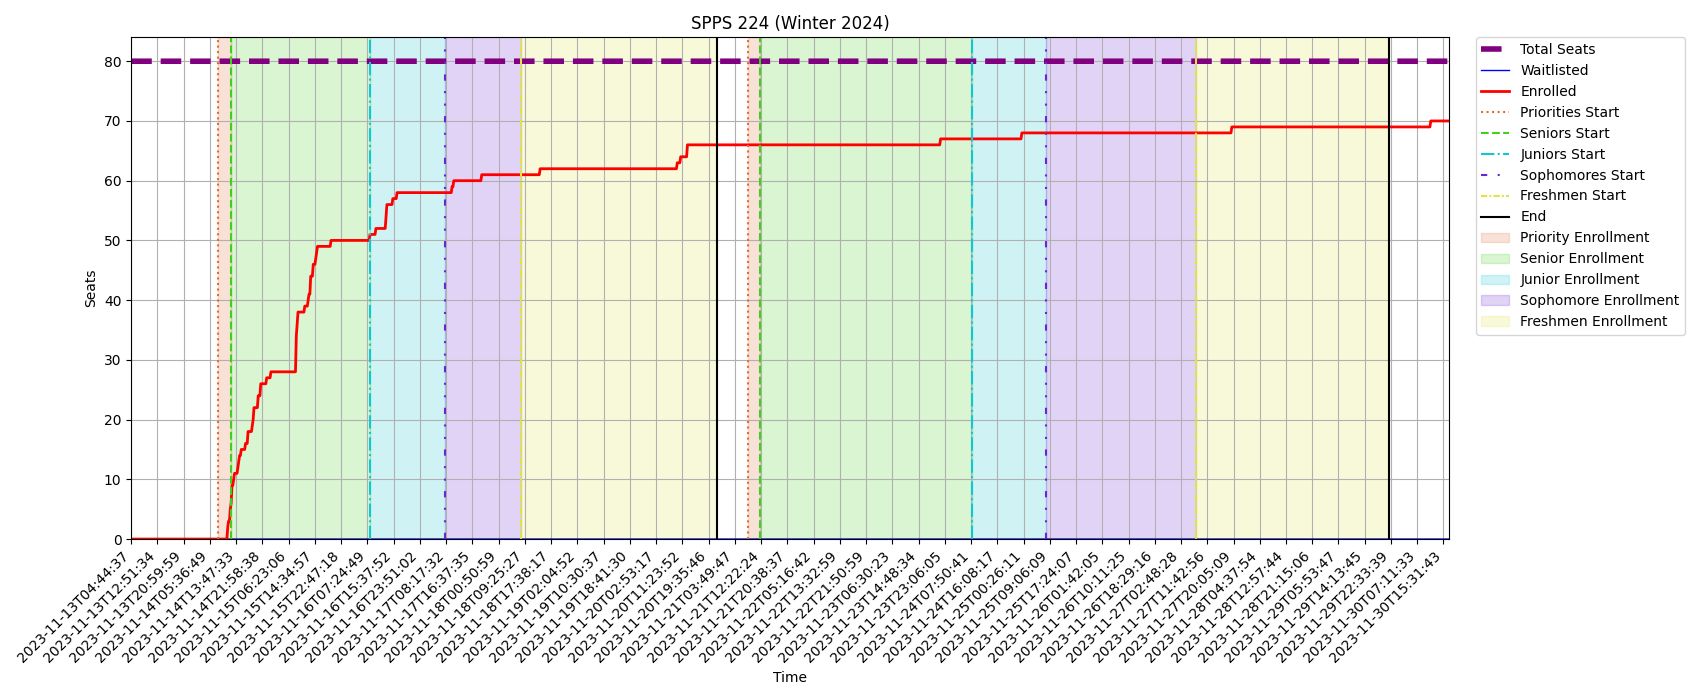 SPPS 224 (Winter 2024)
Total Seats
Waitlisted
Enrolled
Priorities Start
Seniors Start
Juniors Start
Sophomores Start
Freshmen Start
End
Priority Enrollment
Senior Enrollment
Junior Enrollment
Sophomore Enrollment
Freshmen Enrollment
Seats
80
70
60
50
40
30
20
10
0
2023-11-13T04:44:37
2023-11-13T12:51:34
2023-11-13T20:59:59
2023-11-14T05:36:49
2023-11-14T13:47:33
2023-11-14T21:58:38
2023-11-15T06:23:06
2023-11-15T14:34:57
2023-11-15T22:47:18
2023-11-16T07:24:49
2023-11-16T15:37:52
2023-11-16T23:51:02
2023-11-17T08:17:32
2023-11-17T16:37:35
2023-11-18T00:50:59
2023-11-18T09:25:27
2023-11-18T17:38:17
2023-11-19T02:04:52
2023-11-19T10:30:37
2023-11-19T18:41:30
2023-11-20T02:53:17
2023-11-20T11:23:52
2023-11-20T19:35:46
2023-11-21T03:49:47
2023-11-21T12:22:24
2023-11-21T20:38:37
2023-11-22T05:16:42
2023-11-22T13:32:59
2023-11-22T21:50:59
2023-11-23T06:30:23
2023-11-23T14:48:34
2023-11-23T23:06:05
2023-11-24T07:50:41
2023-11-24T16:08:17
2023-11-25T00:26:11
2023-11-25T09:06:09
2023-11-25T17:24:07
2023-11-26T01:42:05
2023-11-26T10:11:25
2023-11-26T18:29:16
2023-11-27T02:48:28
2023-11-27T11:42:56
2023-11-27T20:05:09
2023-11-28T04:37:54
2023-11-28T12:57:44
2023-11-28T21:15:06
2023-11-29T05:53:47
2023-11-29T14:13:45
2023-11-29T22:33:39
2023-11-30T07:11:33
2023-11-30T15:31:43
Time